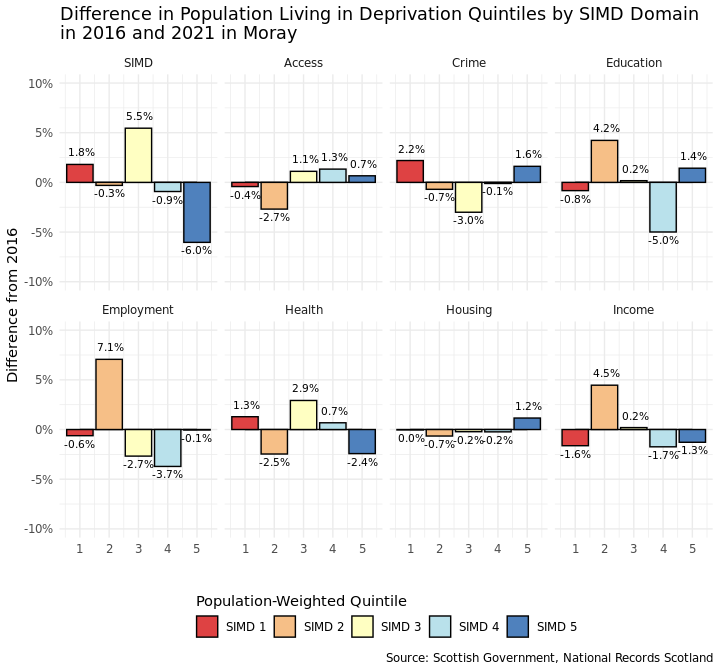 Difference in Population Living in Deprivation Quintiles by SIMD Domain
in 2016 and 2021 in Moray
SIMD Access Crime Education
10%
5%
0%
-5%
-10%
1.8% -0.3% 5.5% -0.9% -6.0%
-0.4% -2.7% 1.1% 1.3% 0.7%
2.2% -0.7% -3.0% -0.1% 1.6%
-0.8% 4.2% 0.2% -5.0% 1.4%
Difference from 2016
Employment Health Housing Income
10%
5%
0%
-5%
-10%
-0.6% 7.1% -2.7% -3.7% -0.1%
1.3% -2.5% 2.9% 0.7% -2.4%
0.0% -0.7% -0.2% -0.2% 1.2%
-1.6% 4.5% 0.2% -1.7% -1.3%
1 2 3 4 5 1 2 3 4 5 1 2 3 4 5 1 2 3 4 5
Population-Weighted Quintile
SIMD 1 SIMD 2 SIMD 3 SIMD 4 SIMD 5
Source: Scottish Government, National Records Scotland